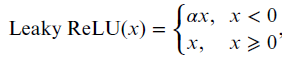 Leaky ReLU(x) = { αx, x < 0
x, x ⩾ 0 ,